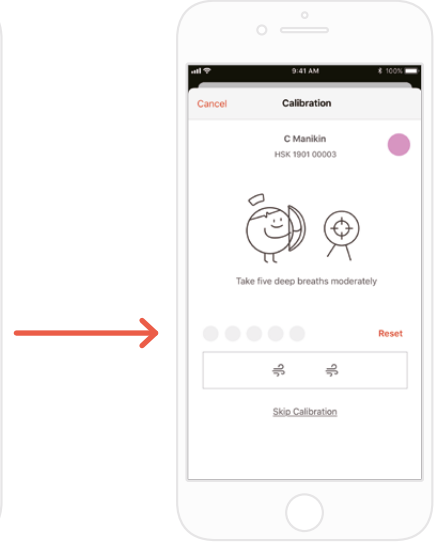 9:41 AM
100%
Cancel
Calibration
C Manikin
HSK 1901 00003
Take five deep breaths moderately
Reset
Skip Calibration